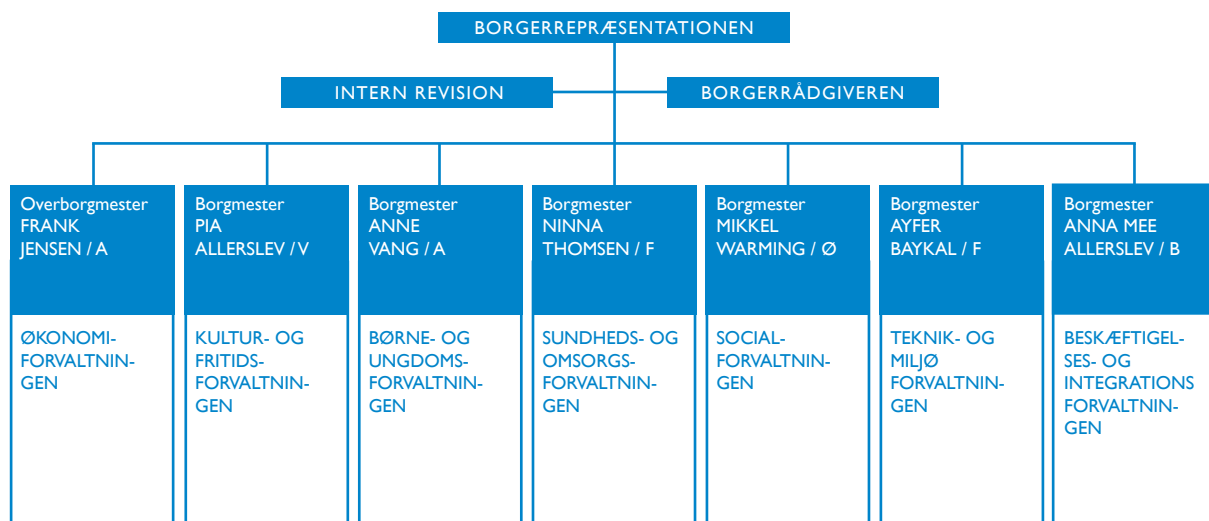 BORGERREPRÆSENTATIONEN
INTERN REVISION
BORGERRÅDGIVEREN
Overborgmester
FRANK
JENSEN / A
ØKONOMI-
FORVALTNIN-
GEN
Borgmester
PIA
ALLERSLEV / V
KULTUR- OG
FRITIDS-
FORVALTNIN-
GEN
Borgmester
ANNE
VANG / A
BØRNE- OG
UNGDOMS-
FORVALTNIN-
GEN
Borgmester
NINNA
THOMSEN / F
SUNDHEDS- OG
OMSORGS-
FORVALTNIN-
GEN
Borgmester
MIKKEL
WARMING / Ø
SOCIAL-
FORVALTNIN-
GEN
Borgmester
AYFER
BAYKAL / F
TEKNIK- OG
MILJØ
FORVALTNIN-
GEN
Borgmester
ANNA MEE
ALLERSLEV / B
BESKÆFTIGEL-
SES- OG
INTEGRATIONS
FORVALTNIN-
GEN